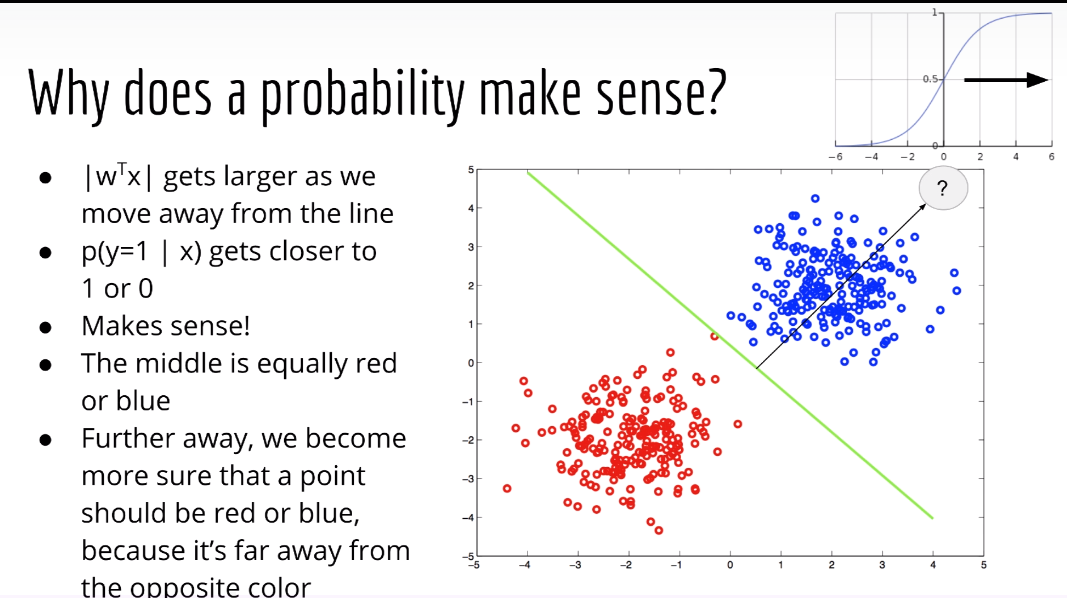 Why does a probability make sense?
1
0.5
0
−6 −4 −2 0 2 4 6
● |wᵀx| gets larger as we
move away from the line
● p(y=1 | x) gets closer to
1 or 0
● Makes sense!
● The middle is equally red
or blue
● Further away, we become
more sure that a point
should be red or blue,
because it’s far away from
the opposite color
?
5
4
3
2
1
0
−1
−2
−3
−4
−5
−5 −4 −3 −2 −1 0 1 2 3 4 5